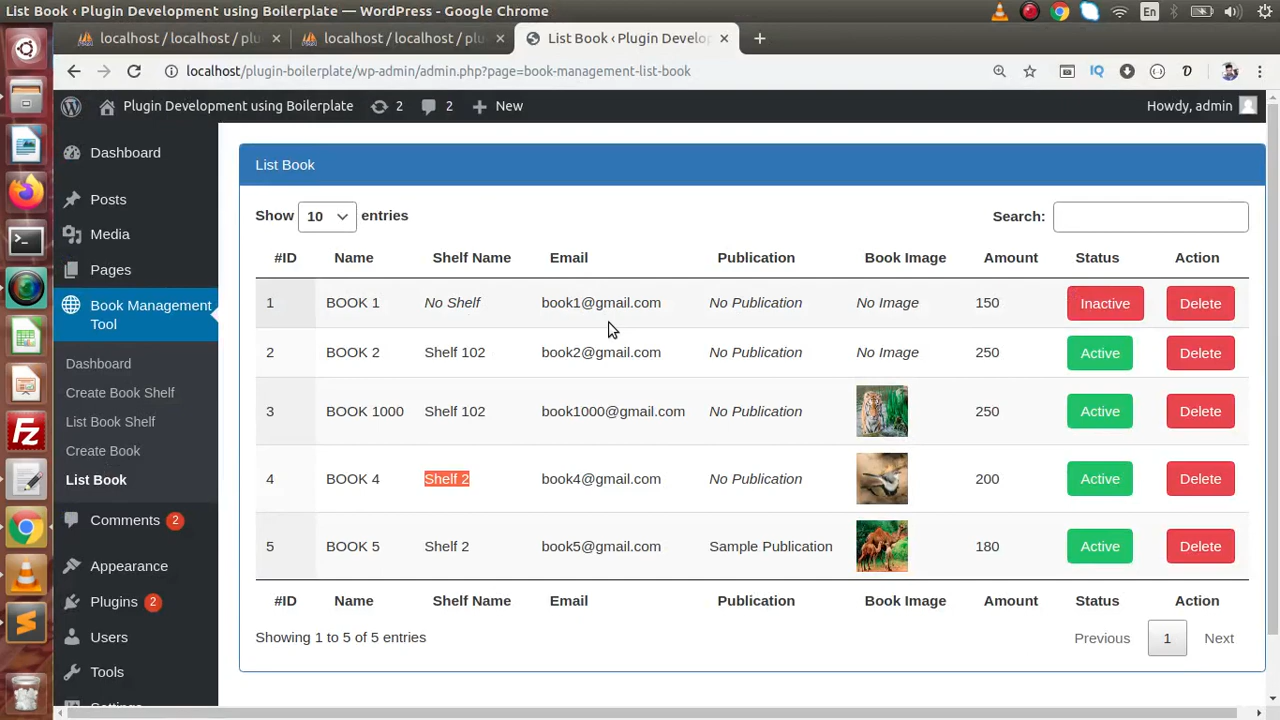 List Book ‹ Plugin Development using Boilerplate — WordPress - Google Chrome
En
localhost / localhost / plu
localhost / localhost / plu
List Book ‹ Plugin Develop
localhost/plugin-boilerplate/wp-admin/admin.php?page=book-management-list-book
IQ
Plugin Development using Boilerplate 2 2 New Howdy, admin
Dashboard
Posts
Media
Pages
Book Management
Tool
Dashboard
Create Book Shelf
List Book Shelf
Create Book
List Book
Comments 2
Appearance
Plugins 2
Users
Tools
List Book
Show 10 entries Search:
#ID Name Shelf Name Email Publication Book Image Amount Status Action
1 BOOK 1 No Shelf book1@gmail.com No Publication No Image 150 Inactive Delete
2 BOOK 2 Shelf 102 book2@gmail.com No Publication No Image 250 Active Delete
3 BOOK 1000 Shelf 102 book1000@gmail.com No Publication 250 Active Delete
4 BOOK 4 Shelf 2 book4@gmail.com No Publication 200 Active Delete
5 BOOK 5 Shelf 2 book5@gmail.com Sample Publication 180 Active Delete
#ID Name Shelf Name Email Publication Book Image Amount Status Action
Showing 1 to 5 of 5 entries Previous 1 Next